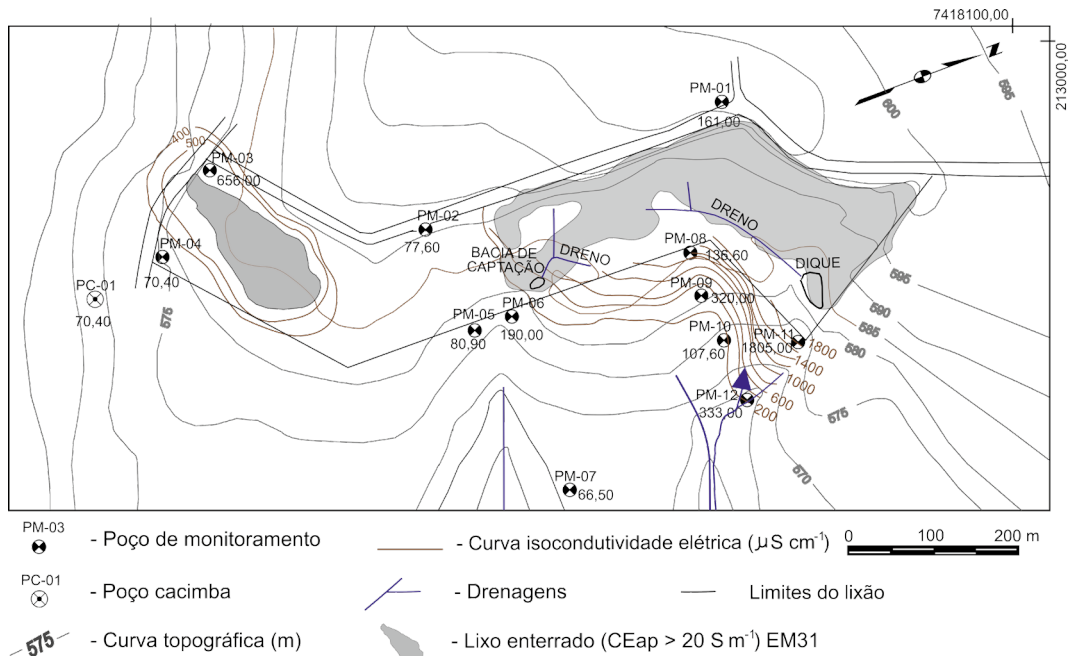 7418100,00
213000,00
N
595
600
PM-01
161,00
400
500
PM-03
656,00
PM-02
77,60
DRENO
PM-04
70,40
PM-08
136,60
BACIA DE
CAPTAÇÃO
DRENO
DIQUE
PC-01
70,40
575
PM-09
320,00
595
590
585
580
PM-06
190,00
PM-05
80,90
PM-10
107,60
PM-11
1805,00
1800
1400
1000
600
200
PM-12
333,00
575
570
PM-07
66,50
PM-03
- Poço de monitoramento
- Curva isocondutividade elétrica (μS cm⁻¹)
0 100 200 m
PC-01
- Poço cacimba
- Drenagens
Limites do lixão
575
- Curva topográfica (m)
- Lixo enterrado (CEap > 20 S m⁻¹) EM31